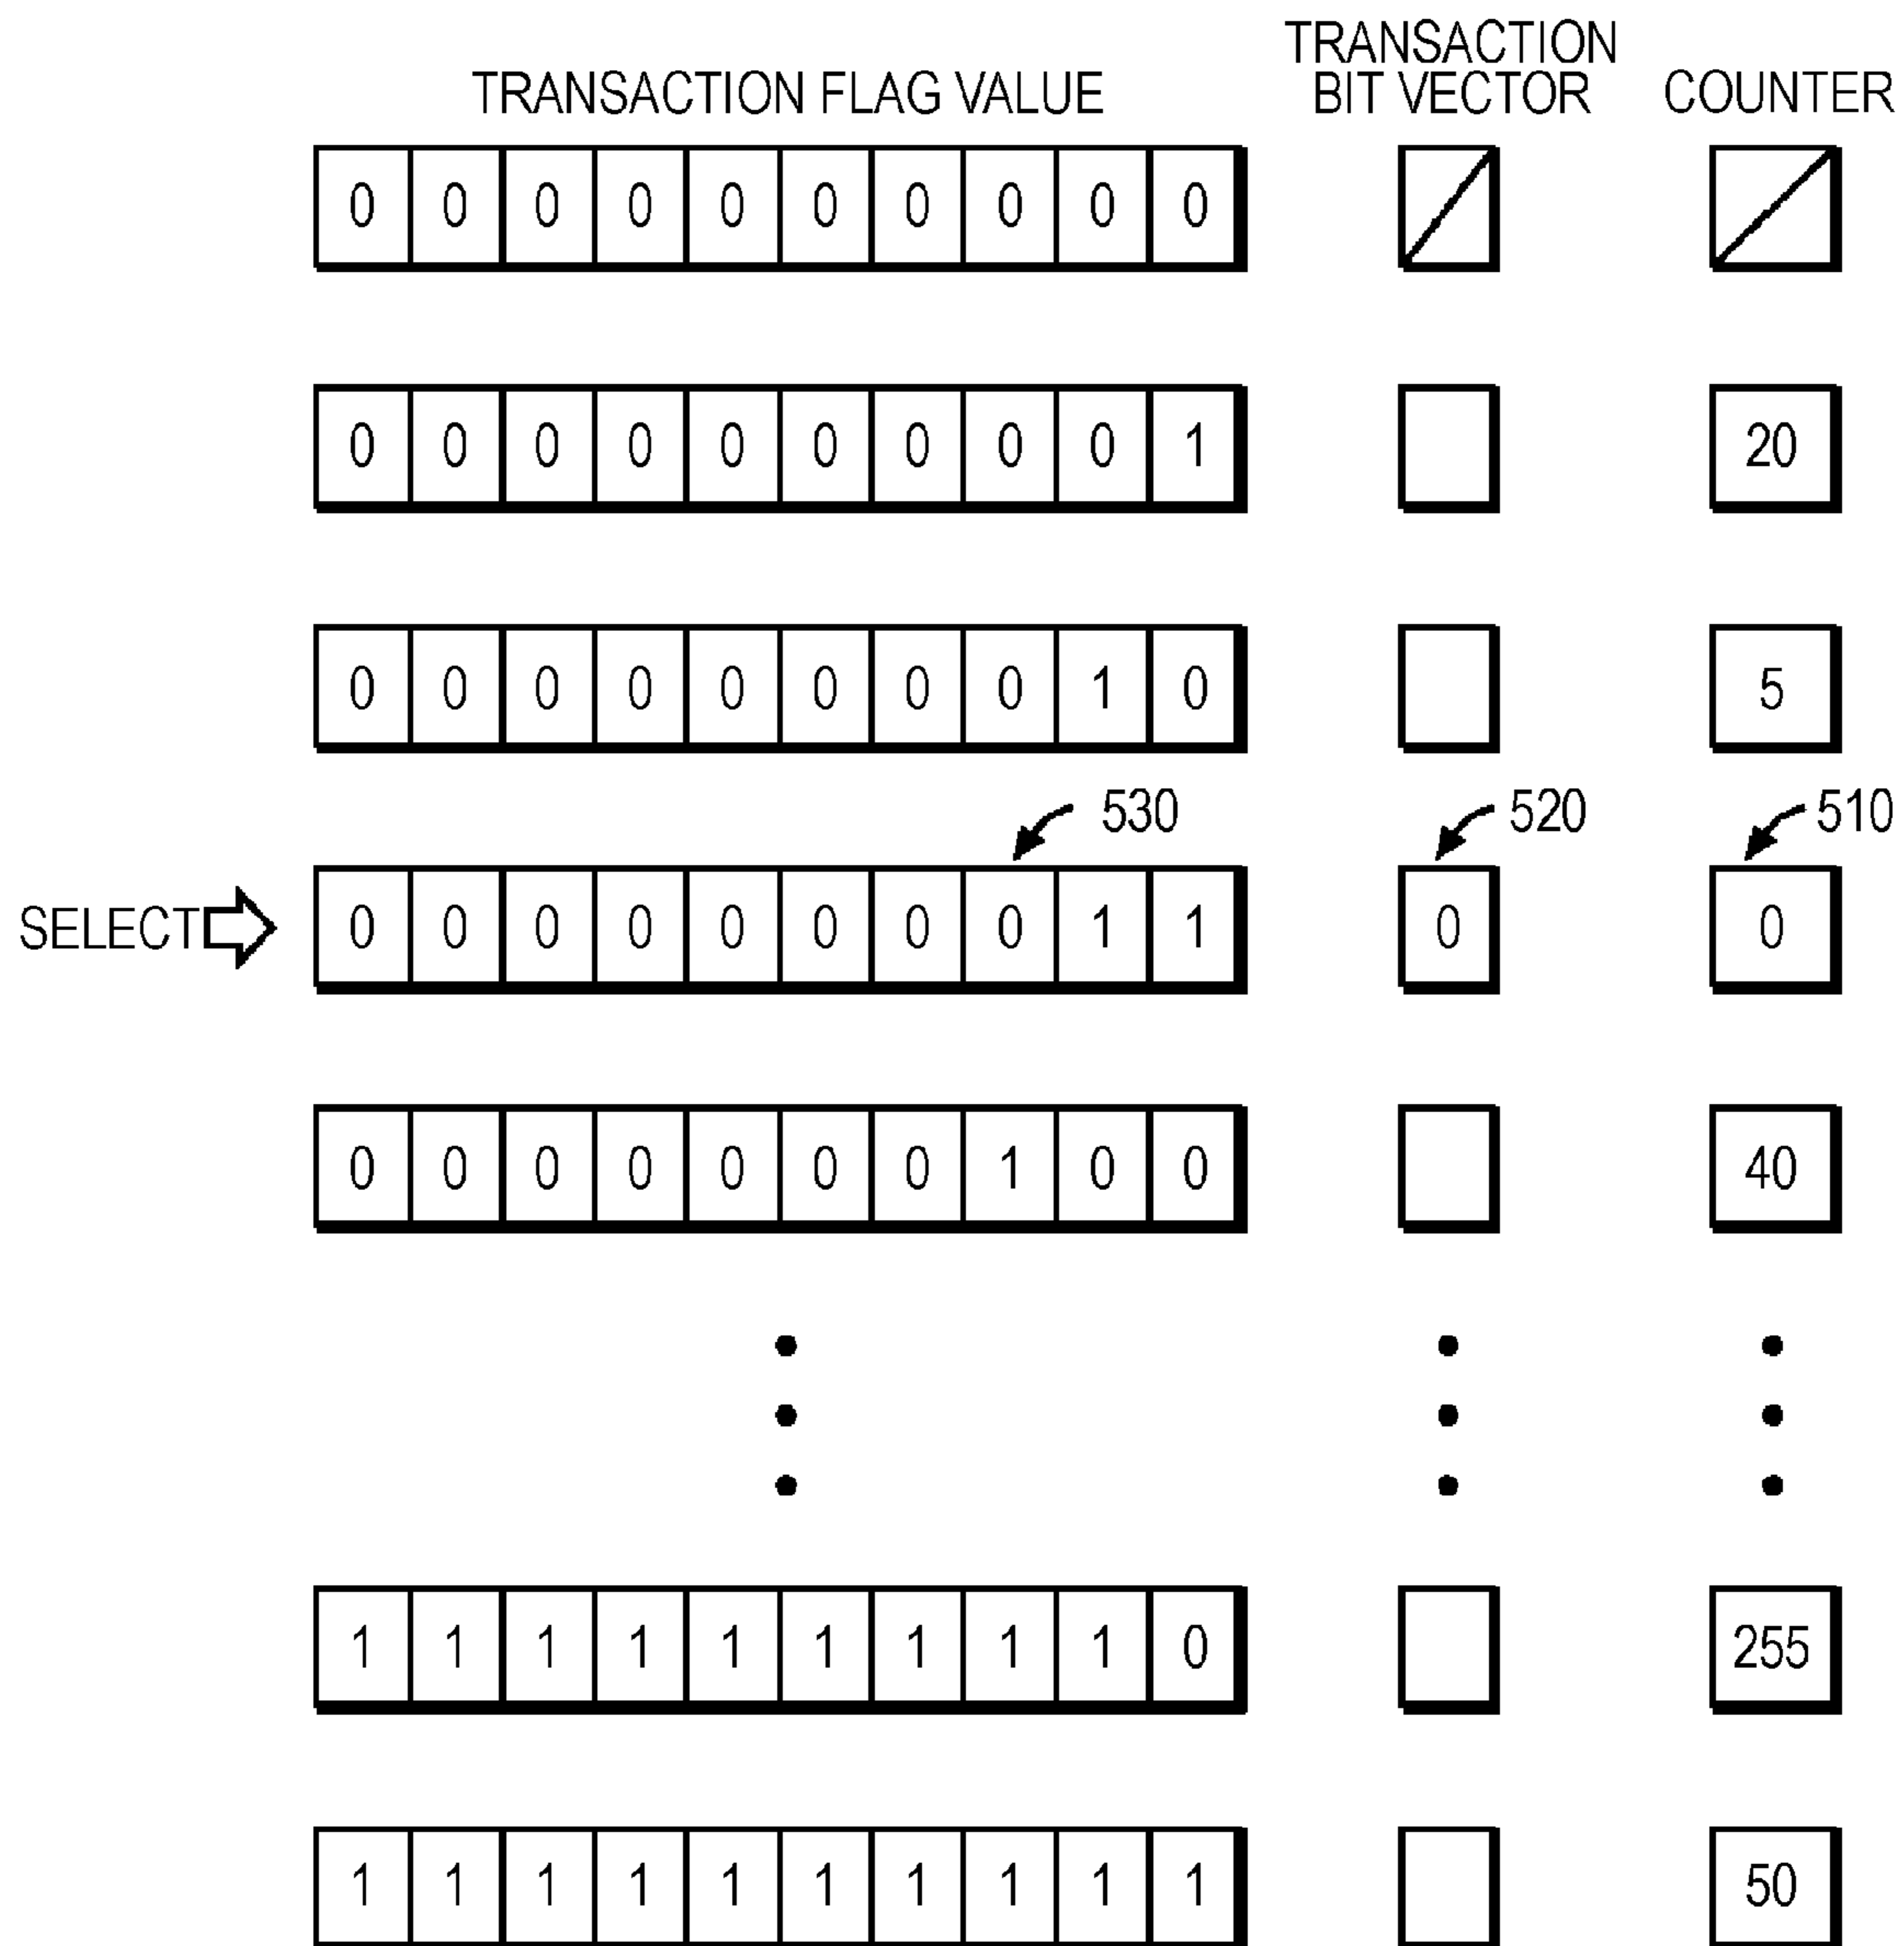 TRANSACTION FLAG VALUE TRANSACTION BIT VECTOR COUNTER
0 0 0 0 0 0 0 0 0 0
0 0 0 0 0 0 0 0 0 1 20
0 0 0 0 0 0 0 0 1 0 5
530 520 510
SELECT 0 0 0 0 0 0 0 0 1 1 0 0
0 0 0 0 0 0 0 1 0 0 40
1 1 1 1 1 1 1 1 1 0 255
1 1 1 1 1 1 1 1 1 1 50